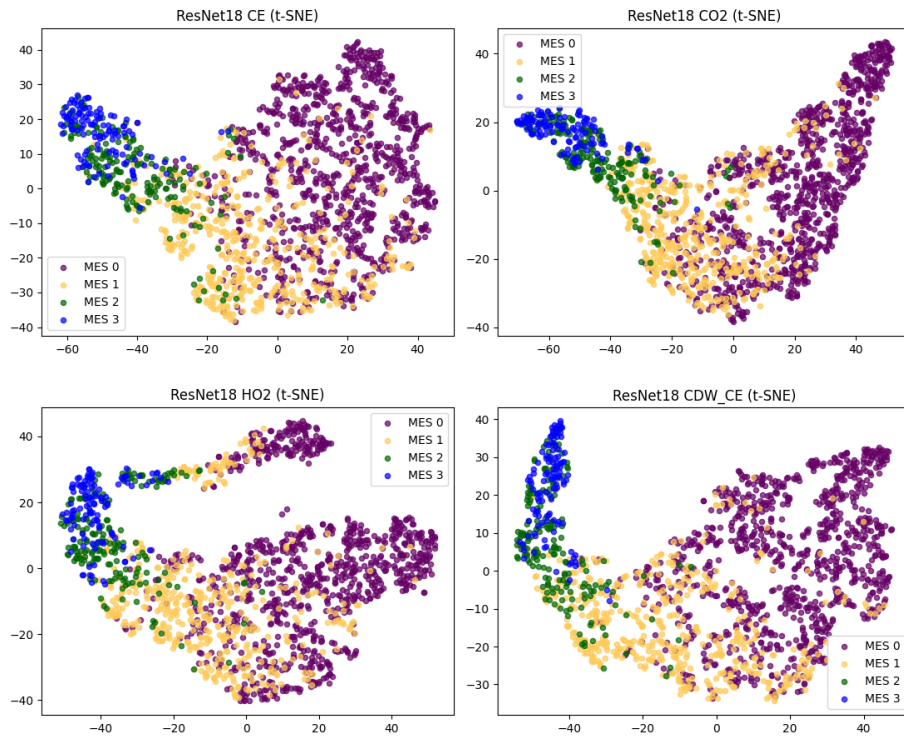 ResNet18 CE (t-SNE)
40
30
20
10
0
−10
−20
−30
−40
MES 0
MES 1
MES 2
MES 3
−60 −40 −20 0 20 40
ResNet18 CO2 (t-SNE)
MES 0
MES 1
MES 2
MES 3
40
20
0
−20
−40
−60 −40 −20 0 20 40
ResNet18 HO2 (t-SNE)
MES 0
MES 1
MES 2
MES 3
40
20
0
−20
−40
−40 −20 0 20 40
ResNet18 CDW_CE (t-SNE)
40
30
20
10
0
−10
−20
−30
MES 0
MES 1
MES 2
MES 3
−40 −20 0 20 40